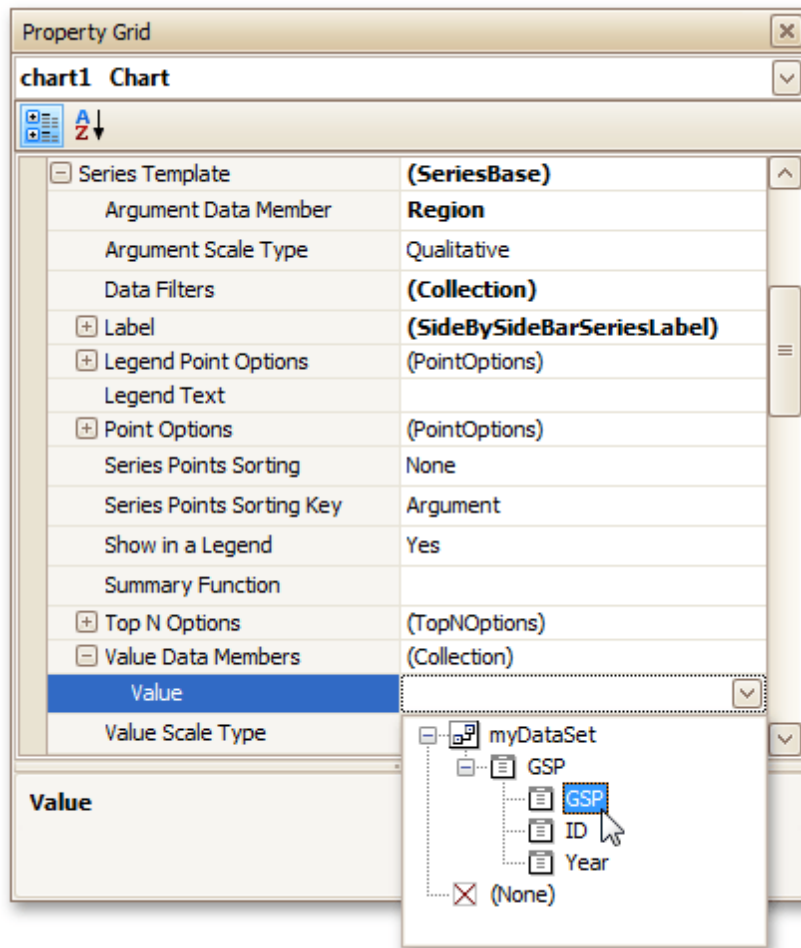 Property Grid
chart1 Chart
A
Z
Series Template (SeriesBase)
Argument Data Member Region
Argument Scale Type Qualitative
Data Filters (Collection)
Label (SideBySideBarSeriesLabel)
Legend Point Options (PointOptions)
Legend Text
Point Options (PointOptions)
Series Points Sorting None
Series Points Sorting Key Argument
Show in a Legend Yes
Summary Function
Top N Options (TopNOptions)
Value Data Members (Collection)
Value
Value Scale Type
myDataSet
GSP
GSP
ID
Year
(None)
Value